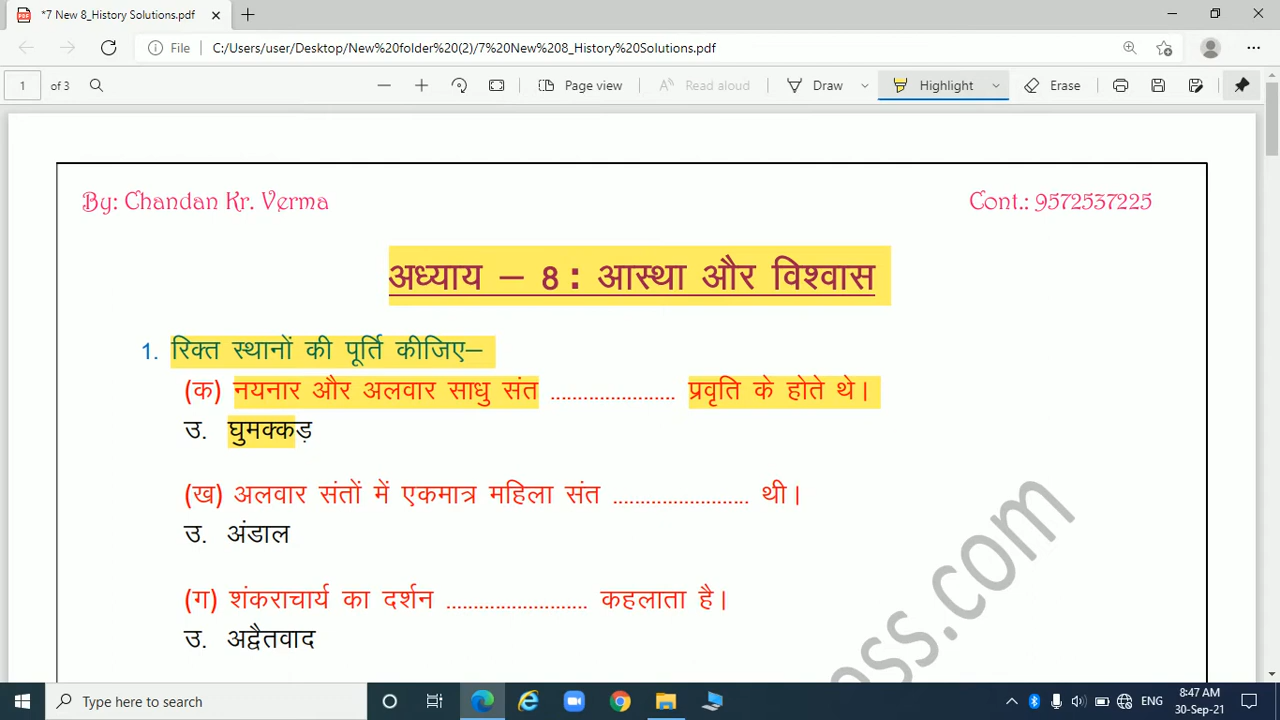 *7 New 8_History Solutions.pdf
File C:/Users/user/Desktop/New%20folder%20(2)/7%20New%208_History%20Solutions.pdf
1 of 3 Page view Read aloud Draw Highlight Erase
By: Chandan Kr. Verma Cont.: 9572537225
अध्याय – 8 : आस्था और विश्वास
1. रिक्त स्थानों की पूर्ति कीजिए–
(क) नयनार और अलवार साधु संत ....................... प्रवृति के होते थे।
उ. घुमक्कड़
(ख) अलवार संतों में एकमात्र महिला संत ......................... थी।
उ. अंडाल
(ग) शंकराचार्य का दर्शन .......................... कहलाता है।
उ. अद्वैतवाद
oss.com
Type here to search ENG 8:47 AM
30-Sep-21